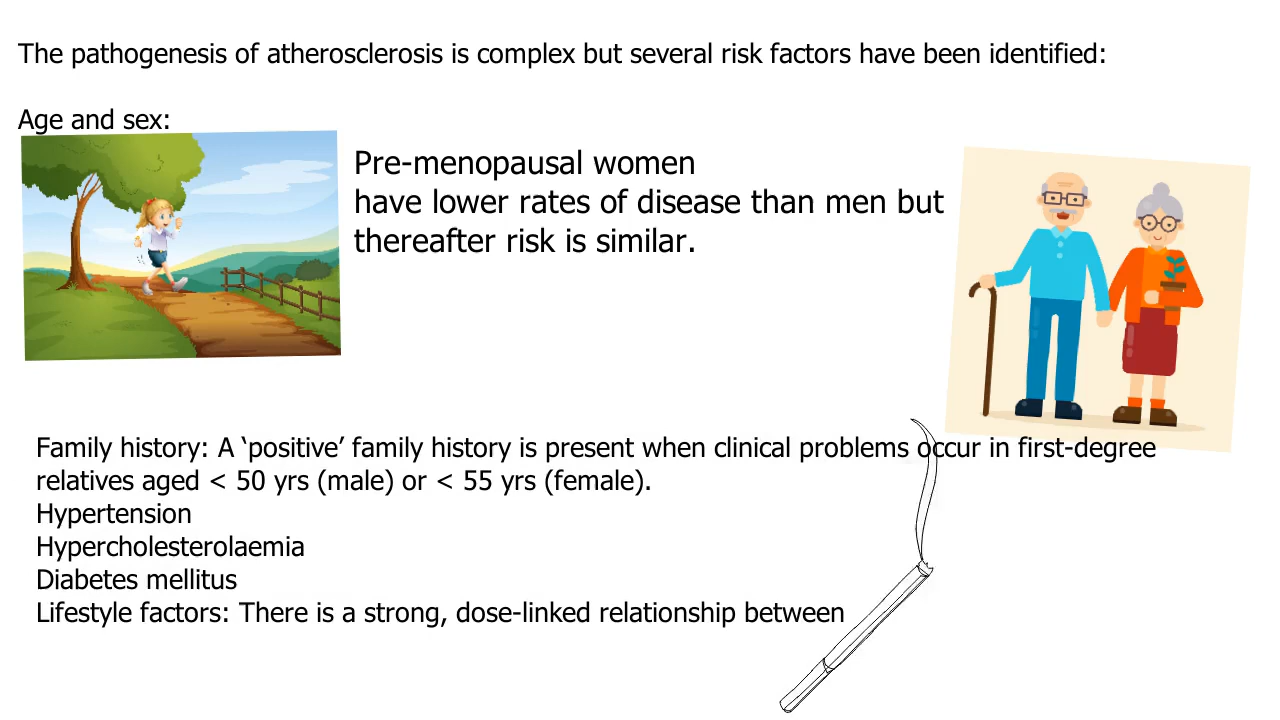 The pathogenesis of atherosclerosis is complex but several risk factors have been identified:
Age and sex:
Pre-menopausal women
have lower rates of disease than men but
thereafter risk is similar.
Family history: A ‘positive’ family history is present when clinical problems occur in first-degree
relatives aged < 50 yrs (male) or < 55 yrs (female).
Hypertension
Hypercholesterolaemia
Diabetes mellitus
Lifestyle factors: There is a strong, dose-linked relationship between